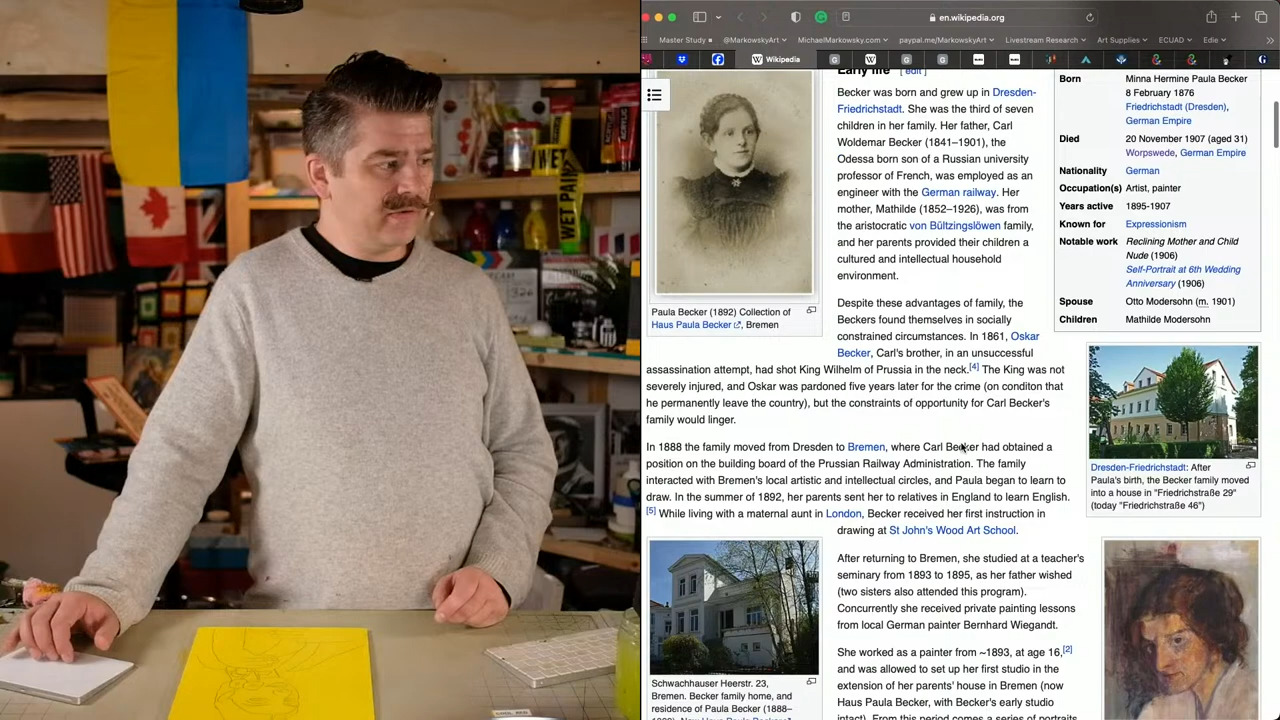 en.wikipedia.org
Master Study
@MarkowskyArt
MichaelMarkowsky.com
paypal.me/MarkowskyArt
Livestream Research
Art Supplies
ECUAD
Edie
Wikipedia
WET PAINT
WET
ACRYLIC
Early life [ edit ]
Becker was born and grew up in Dresden-
Friedrichstadt. She was the third of seven
children in her family. Her father, Carl
Woldemar Becker (1841–1901), the
Odessa born son of a Russian university
professor of French, was employed as an
engineer with the German railway. Her
mother, Mathilde (1852–1926), was from
the aristocratic von Bültzingslöwen family,
and her parents provided their children a
cultured and intellectual household
environment.
Paula Becker (1892) Collection of
Haus Paula Becker, Bremen
Despite these advantages of family, the
Beckers found themselves in socially
constrained circumstances. In 1861, Oskar
Becker, Carl's brother, in an unsuccessful
assassination attempt, had shot King Wilhelm of Prussia in the neck.[4] The King was not
severely injured, and Oskar was pardoned five years later for the crime (on conditon that
he permanently leave the country), but the constraints of opportunity for Carl Becker's
family would linger.
In 1888 the family moved from Dresden to Bremen, where Carl Becker had obtained a
position on the building board of the Prussian Railway Administration. The family
interacted with Bremen's local artistic and intellectual circles, and Paula began to learn to
draw. In the summer of 1892, her parents sent her to relatives in England to learn English.
[5] While living with a maternal aunt in London, Becker received her first instruction in
drawing at St John's Wood Art School.
After returning to Bremen, she studied at a teacher's
seminary from 1893 to 1895, as her father wished
(two sisters also attended this program).
Concurrently she received private painting lessons
from local German painter Bernhard Wiegandt.
She worked as a painter from ~1893, at age 16,[2]
and was allowed to set up her first studio in the
extension of her parents' house in Bremen (now
Haus Paula Becker, with Becker's early studio
intact). From this period comes a series of portraits
Schwachhauser Heerstr. 23,
Bremen. Becker family home, and
residence of Paula Becker (1888–
Born Minna Hermine Paula Becker
8 February 1876
Friedrichstadt (Dresden),
German Empire
Died 20 November 1907 (aged 31)
Worpswede, German Empire
Nationality German
Occupation(s) Artist, painter
Years active 1895-1907
Known for Expressionism
Notable work Reclining Mother and Child
Nude (1906)
Self-Portrait at 6th Wedding
Anniversary (1906)
Spouse Otto Modersohn (m. 1901)
Children Mathilde Modersohn
Dresden-Friedrichstadt: After
Paula's birth, the Becker family moved
into a house in "Friedrichstraße 29"
(today "Friedrichstraße 46")